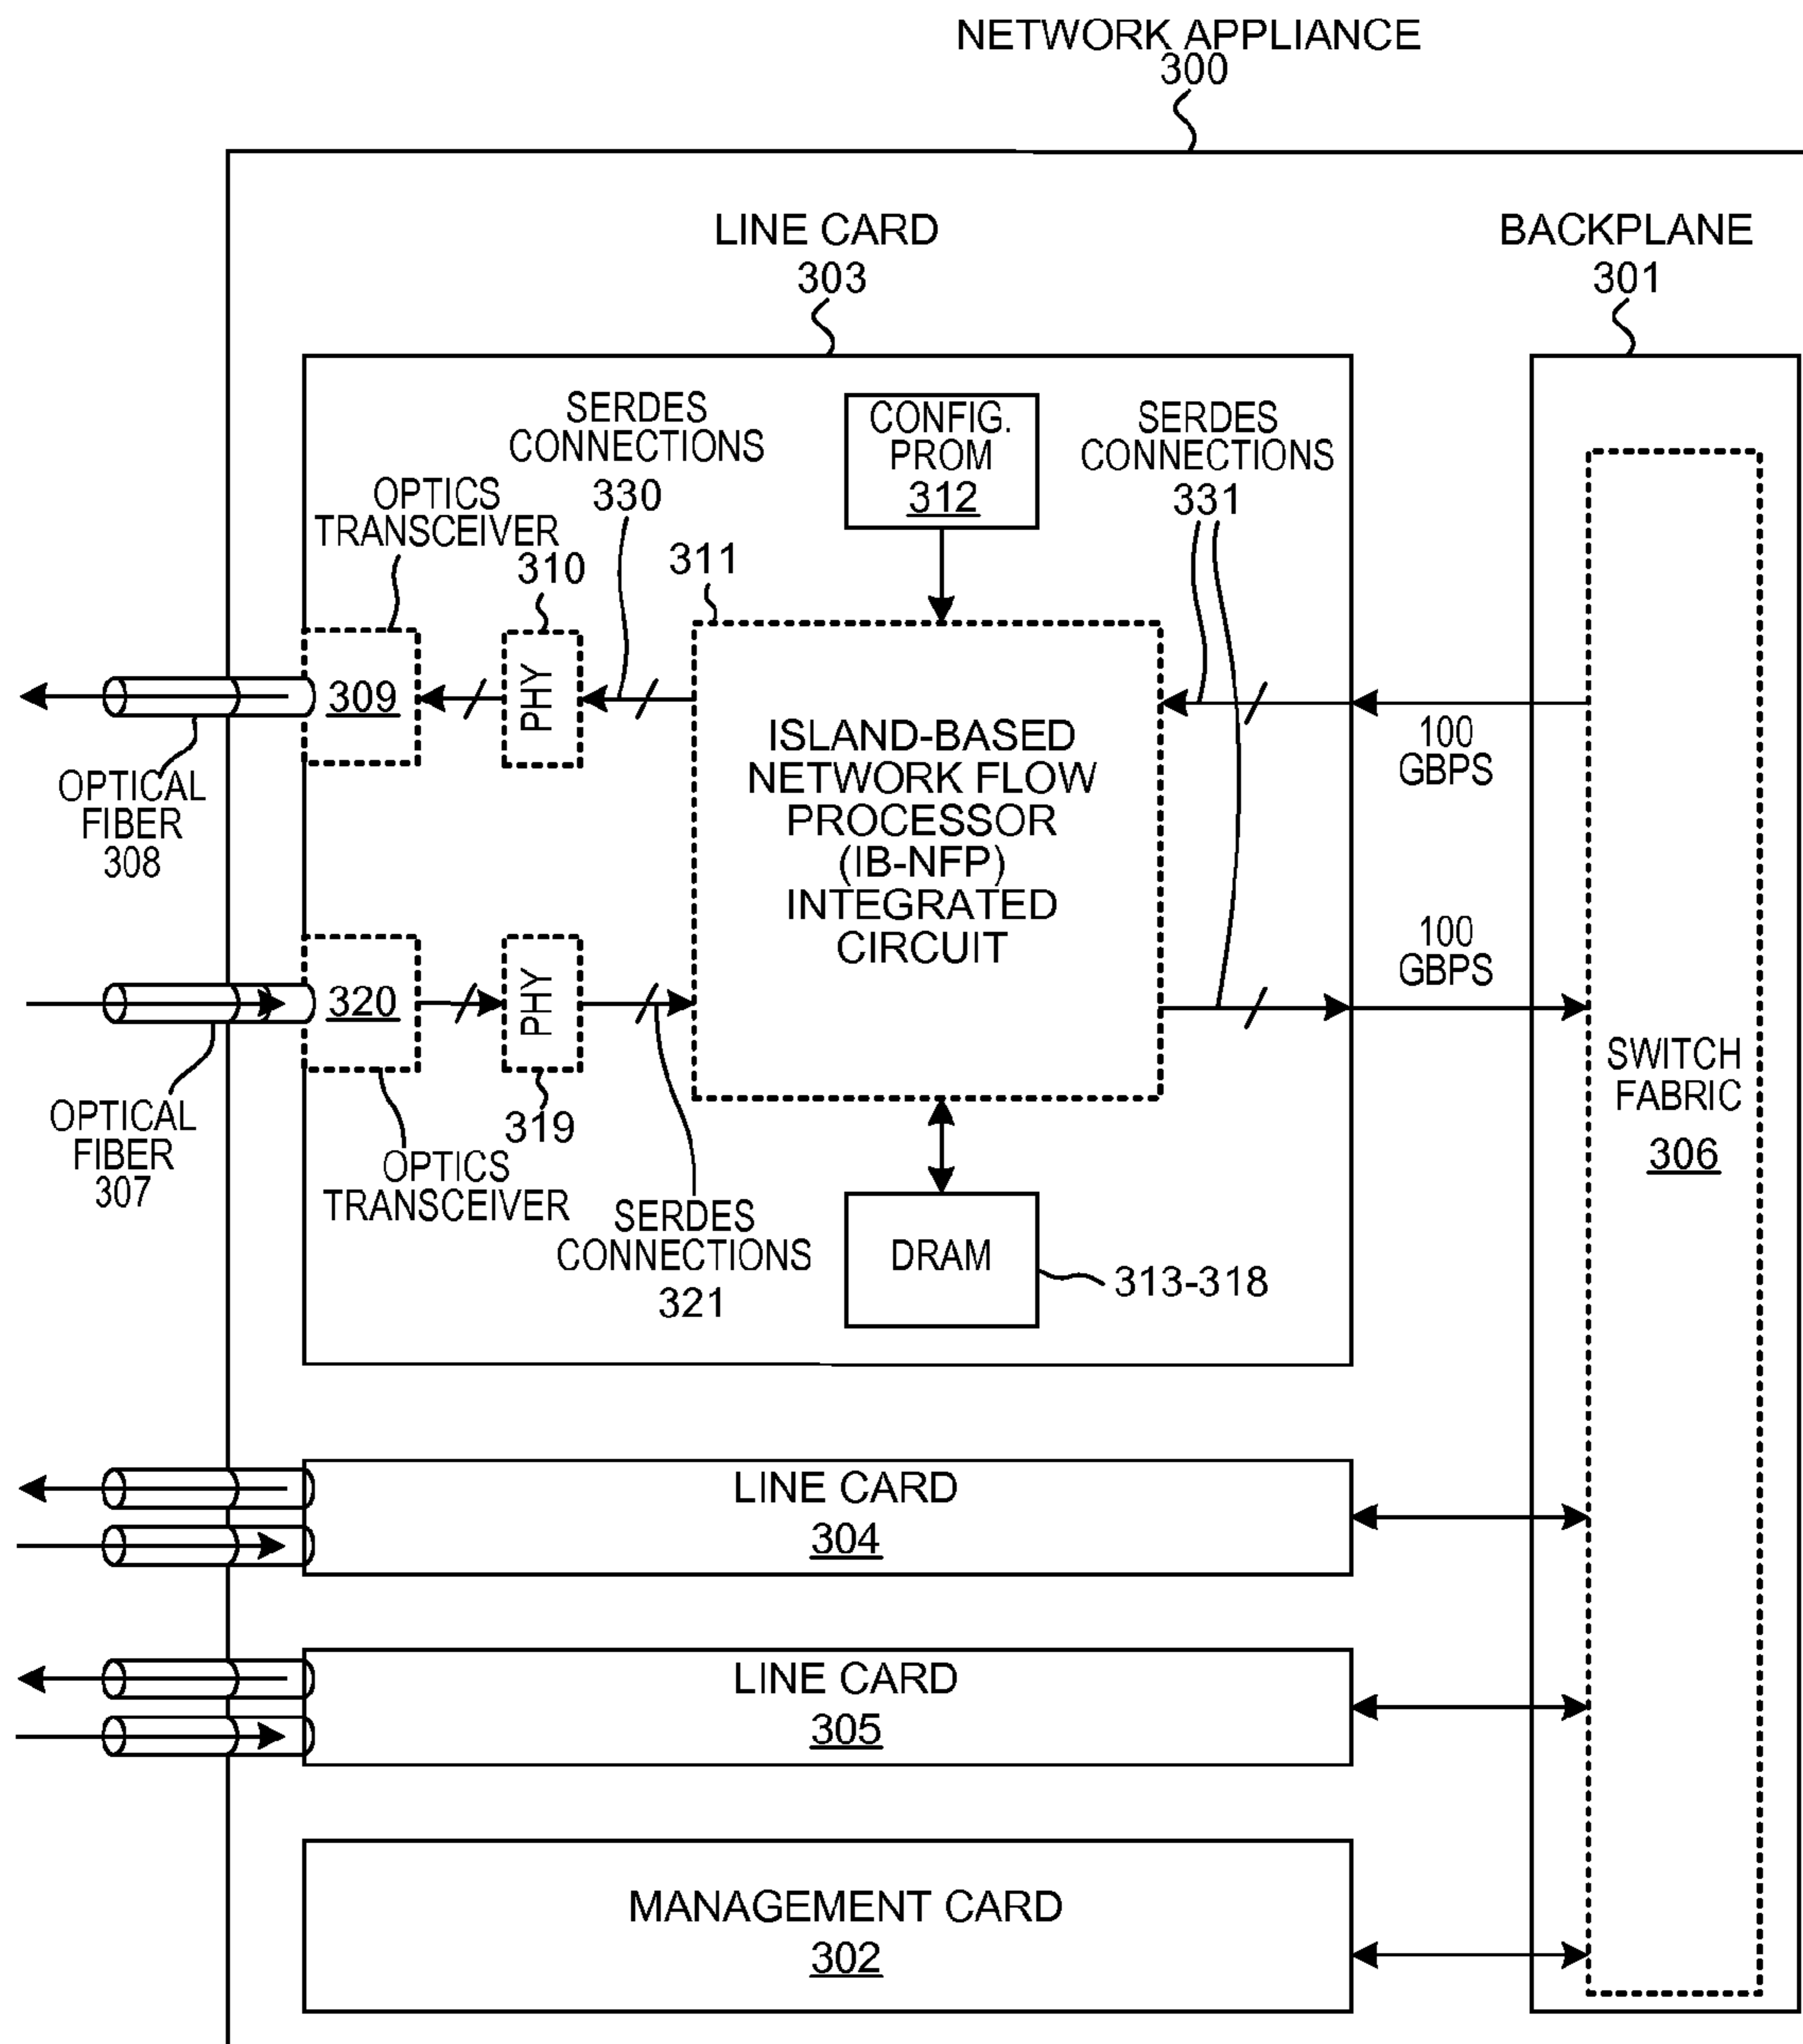 NETWORK APPLIANCE
300
LINE CARD
303
BACKPLANE
301
SERDES
CONNECTIONS
330
CONFIG.
PROM
312
SERDES
CONNECTIONS
331
OPTICS
TRANSCEIVER
310
311
309
PHY
OPTICAL
FIBER
308
ISLAND-BASED
NETWORK FLOW
PROCESSOR
(IB-NFP)
INTEGRATED
CIRCUIT
100
GBPS
100
GBPS
320
PHY
319
OPTICAL
FIBER
307
OPTICS
TRANSCEIVER
SERDES
CONNECTIONS
321
DRAM
313-318
SWITCH
FABRIC
306
LINE CARD
304
LINE CARD
305
MANAGEMENT CARD
302